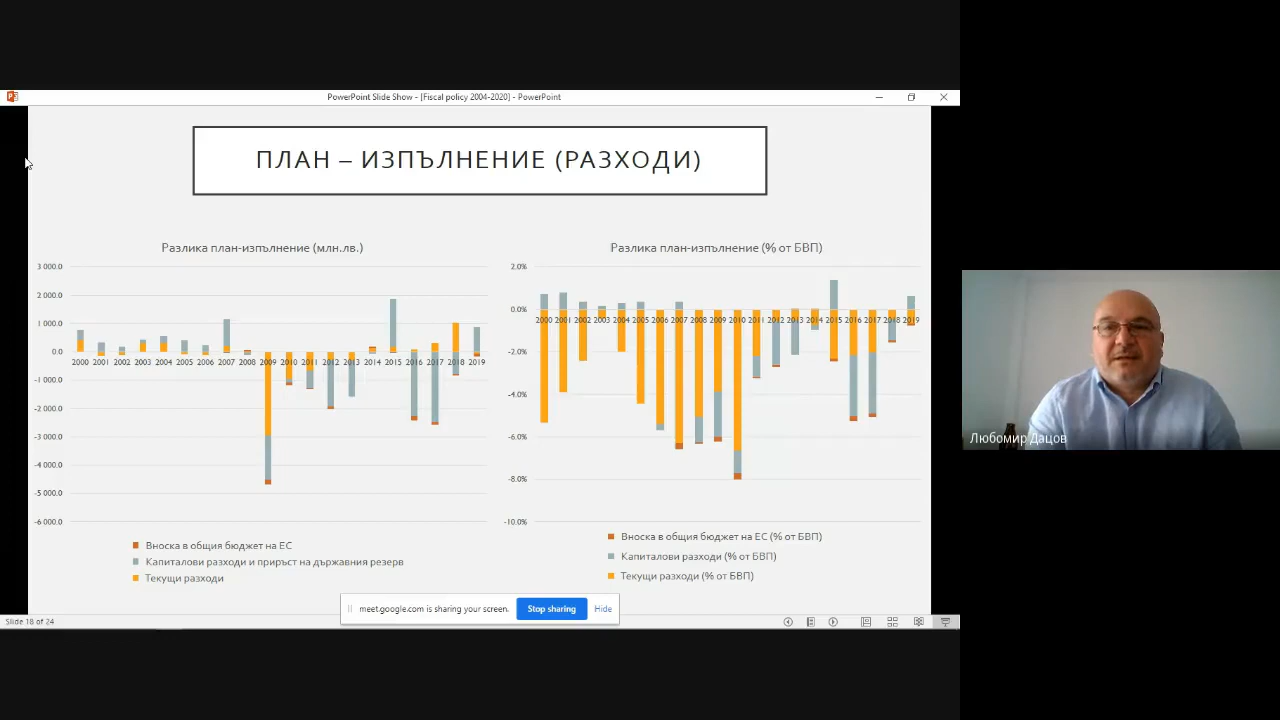 PowerPoint Slide Show - [Fiscal policy 2004-2020] - PowerPoint
ПЛАН – ИЗПЪЛНЕНИЕ (РАЗХОДИ)
Разлика план-изпълнение (млн.лв.)
3 000.0
2 000.0
1 000.0
0.0
-1 000.0
-2 000.0
-3 000.0
-4 000.0
-5 000.0
-6 000.0
2000 2001 2002 2003 2004 2005 2006 2007 2008 2009 2010 2011 2012 2013 2014 2015 2016 2017 2018 2019
Вноска в общия бюджет на ЕС
Капиталови разходи и прираст на държавния резерв
Текущи разходи
Разлика план-изпълнение (% от БВП)
2.0%
0.0%
-2.0%
-4.0%
-6.0%
-8.0%
-10.0%
2000 2001 2002 2003 2004 2005 2006 2007 2008 2009 2010 2011 2012 2013 2014 2015 2016 2017 2018 2019
Вноска в общия бюджет на ЕС (% от БВП)
Капиталови разходи (% от БВП)
Текущи разходи (% от БВП)
meet.google.com is sharing your screen.
Stop sharing
Hide
Slide 18 of 24
Любомир Дацов